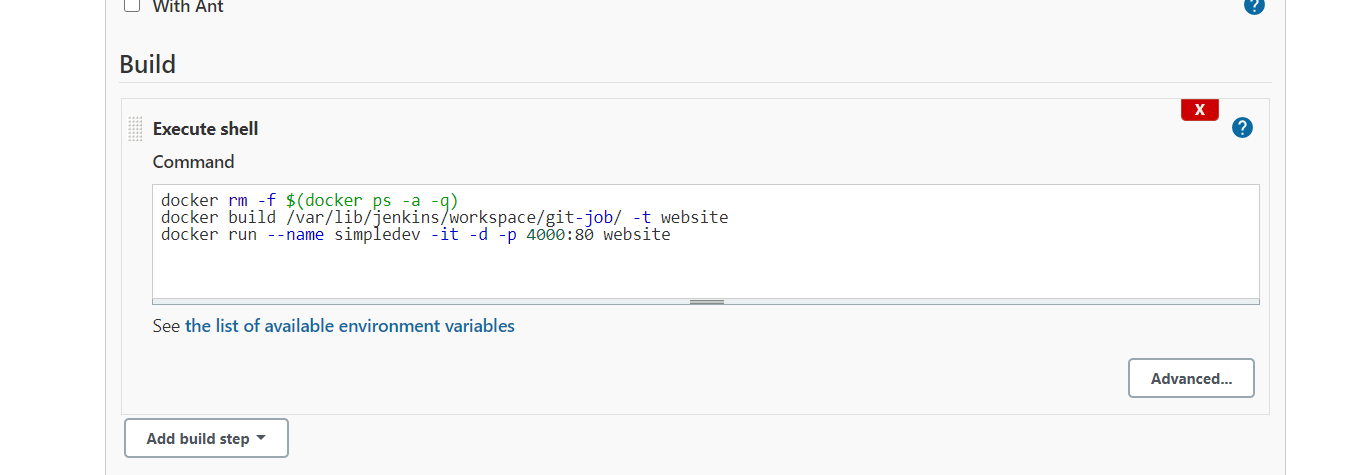 With Ant
?
Build
X
Execute shell
?
Command
docker rm -f $(docker ps -a -q)
docker build /var/lib/jenkins/workspace/git-job/ -t website
docker run --name simpledev -it -d -p 4000:80 website
See the list of available environment variables
Advanced...
Add build step